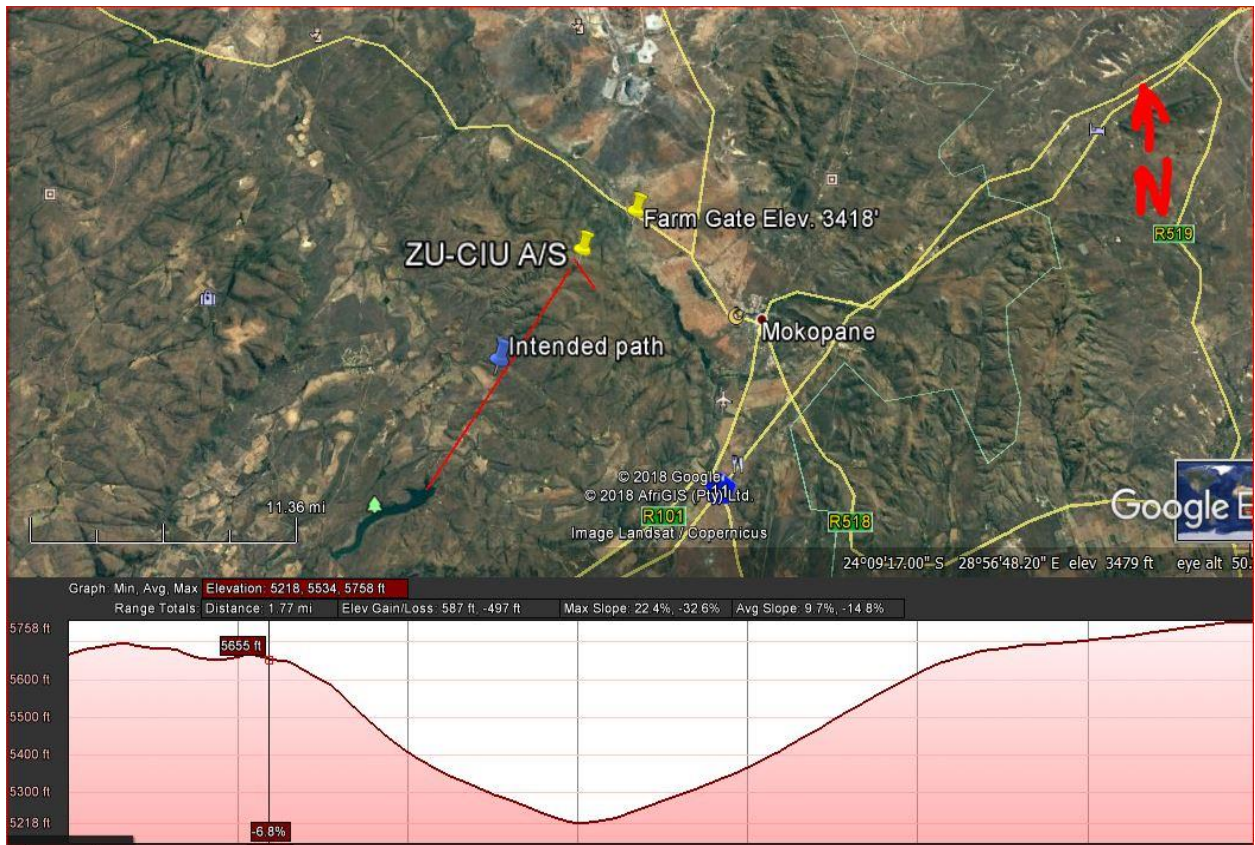 N
R519
Farm Gate Elev. 3418'
ZU-CIU A/S
Mokopane
Intended path
© 2018 Google
© 2018 AfriGIS (Pty) Ltd.
11
11.36 mi
R101
R518
Image Landsat / Copernicus
Google E
24°09'17.00" S 28°56'48.20" E elev 3479 ft eye alt 50.
Graph: Min, Avg, Max Elevation: 5218, 5534, 5758 ft
Range Totals: Distance: 1.77 mi Elev Gain/Loss: 587 ft, -497 ft Max Slope: 22.4%, -32.6% Avg Slope: 9.7%, -14.8%
5758 ft
5655 ft
5600 ft
5500 ft
5400 ft
5300 ft
5218 ft
-6.8%